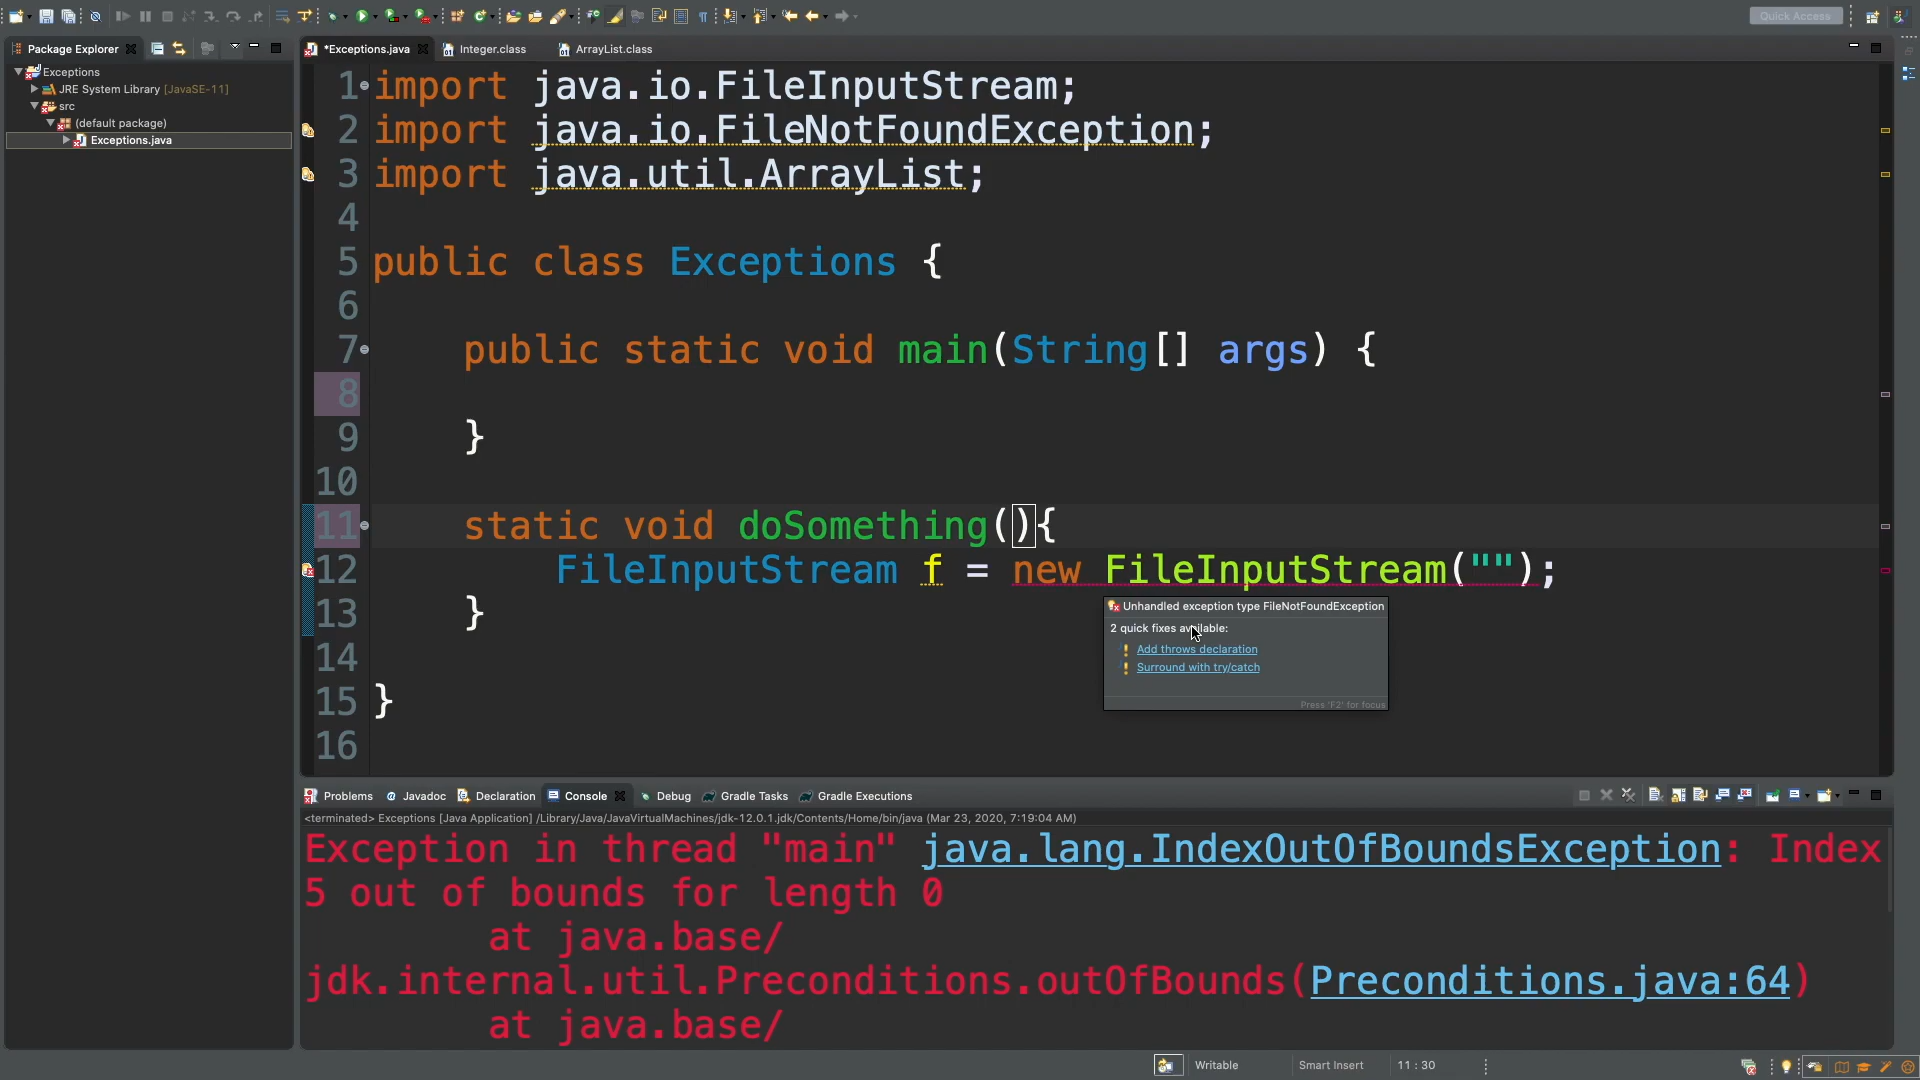 Quick Access
Package Explorer
*Exceptions.java
Integer.class
ArrayList.class
Exceptions
JRE System Library [JavaSE-11]
src
(default package)
Exceptions.java
1 import java.io.FileInputStream;
2 import java.io.FileNotFoundException;
3 import java.util.ArrayList;
4
5 public class Exceptions {
6
7 public static void main(String[] args) {
8
9 }
10
11 static void doSomething(){
12 FileInputStream f = new FileInputStream("");
13 }
14
15 }
16
Unhandled exception type FileNotFoundException
2 quick fixes available:
Add throws declaration
Surround with try/catch
Press 'F2' for focus
Problems
Javadoc
Declaration
Console
Debug
Gradle Tasks
Gradle Executions
<terminated> Exceptions [Java Application] /Library/Java/JavaVirtualMachines/jdk-12.0.1.jdk/Contents/Home/bin/java (Mar 23, 2020, 7:19:04 AM)
Exception in thread "main" java.lang.IndexOutOfBoundsException: Index
5 out of bounds for length 0
at java.base/
jdk.internal.util.Preconditions.outOfBounds(Preconditions.java:64)
at java.base/
Writable
Smart Insert
11 : 30